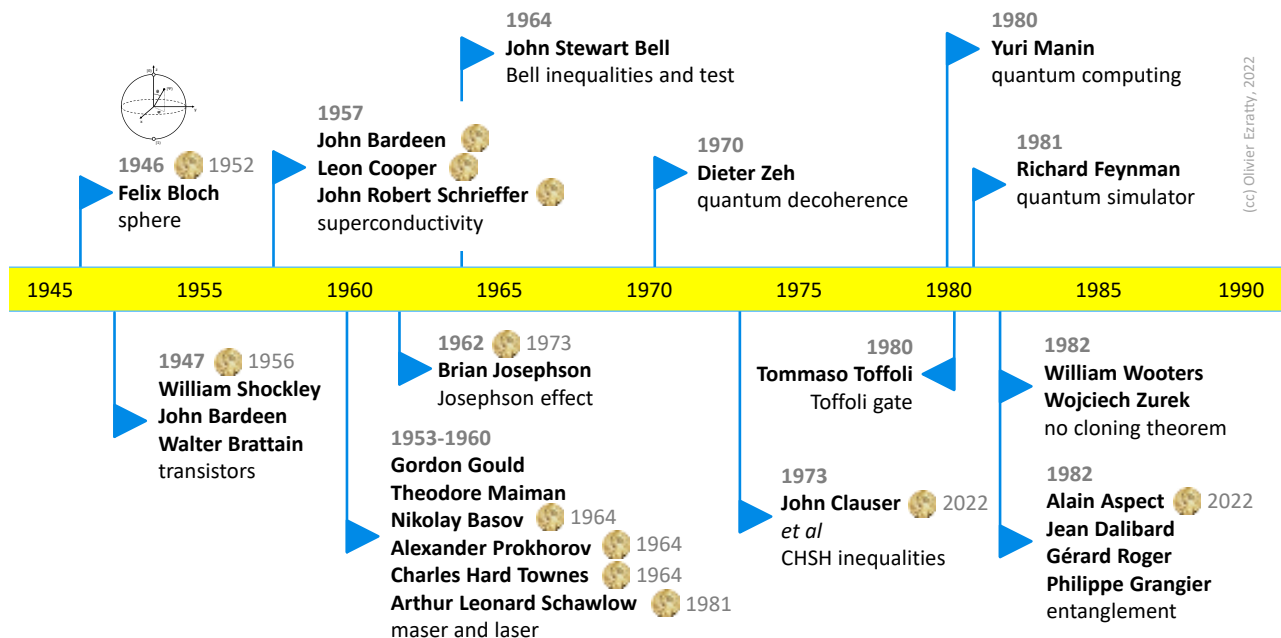 1964
John Stewart Bell
Bell inequalities and test
1980
Yuri Manin
quantum computing
(cc) Olivier Ezratty, 2022
1957
John Bardeen
Leon Cooper
John Robert Schrieffer
superconductivity
1946 1952
Felix Bloch
sphere
1970
Dieter Zeh
quantum decoherence
1981
Richard Feynman
quantum simulator
1945 1955 1960 1965 1970 1975 1980 1985 1990
1947 1956
William Shockley
John Bardeen
Walter Brattain
transistors
1962 1973
Brian Josephson
Josephson effect
1953-1960
Gordon Gould
Theodore Maiman
Nikolay Basov 1964
Alexander Prokhorov 1964
Charles Hard Townes 1964
Arthur Leonard Schawlow 1981
maser and laser
1980
Tommaso Toffoli
Toffoli gate
1973
John Clauser 2022
et al
CHSH inequalities
1982
William Wooters
Wojciech Zurek
no cloning theorem
1982
Alain Aspect 2022
Jean Dalibard
Gérard Roger
Philippe Grangier
entanglement